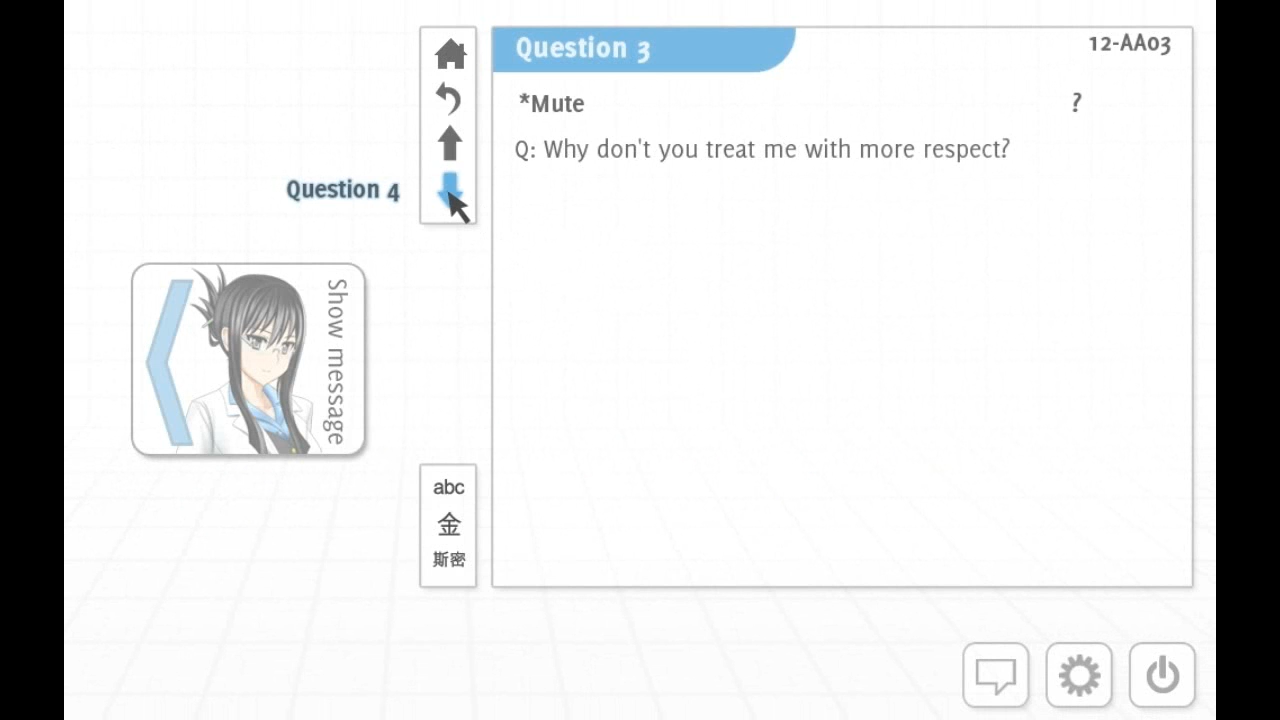 Question 3
12-AA03
*Mute ?
Q: Why don't you treat me with more respect?
Question 4
Show message
abc
金
斯密